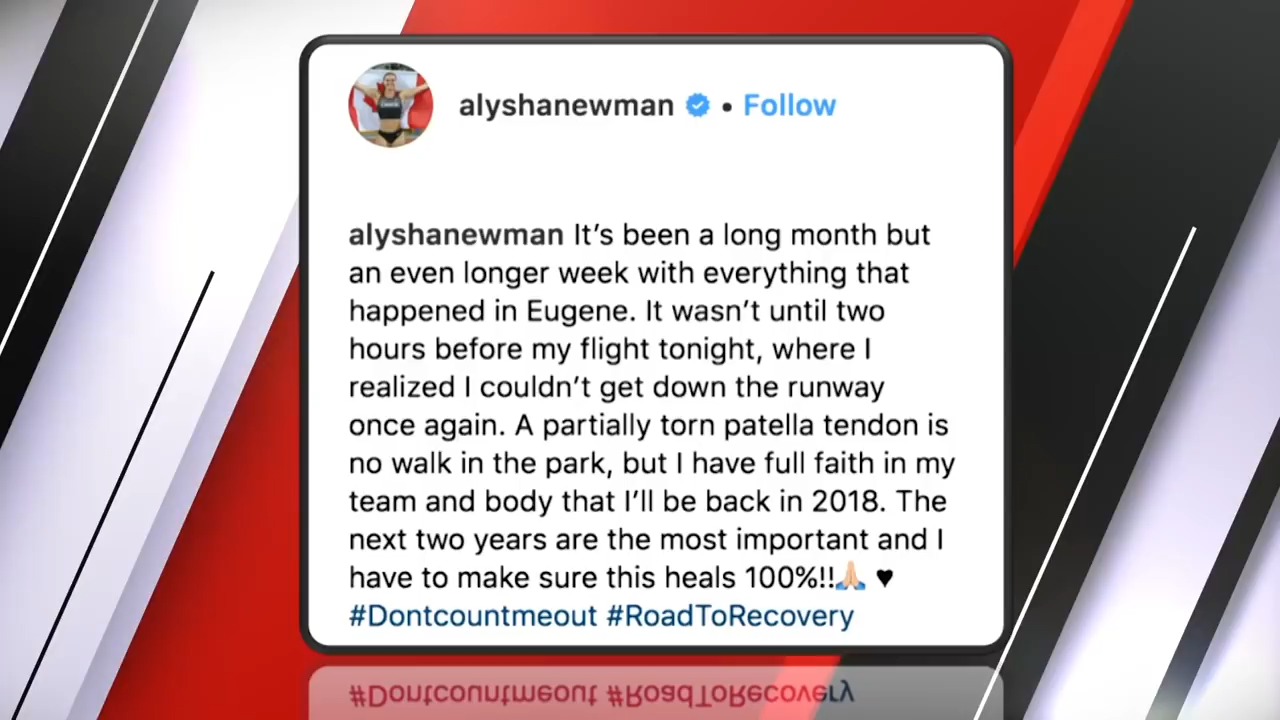 alyshanewman • Follow
alyshanewman It’s been a long month but
an even longer week with everything that
happened in Eugene. It wasn’t until two
hours before my flight tonight, where I
realized I couldn’t get down the runway
once again. A partially torn patella tendon is
no walk in the park, but I have full faith in my
team and body that I’ll be back in 2018. The
next two years are the most important and I
have to make sure this heals 100%!!🙏🏼 ♥
#Dontcountmeout #RoadToRecovery
#Dontcountmeout #RoadToRecovery